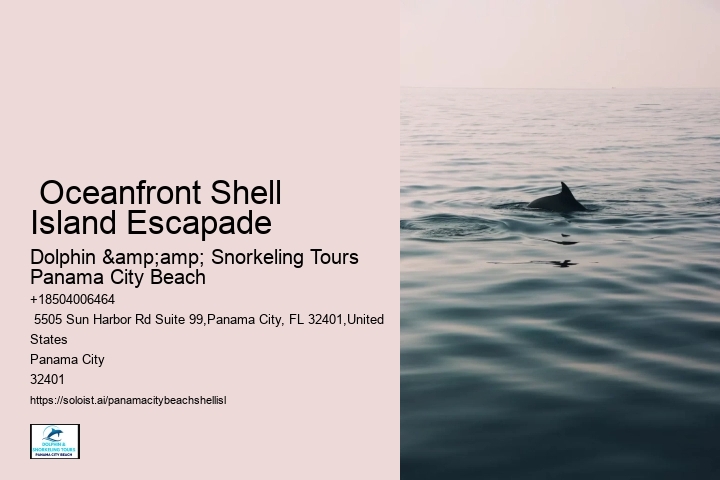 Oceanfront Shell
Island Escapade
Dolphin &amp;amp; Snorkeling Tours
Panama City Beach
+18504006464
5505 Sun Harbor Rd Suite 99,Panama City, FL 32401,United
States
Panama City
32401
https://soloist.ai/panamacitybeachshellisl
DOLPHIN &
SNORKELING TOURS
PANAMA CITY BEACH